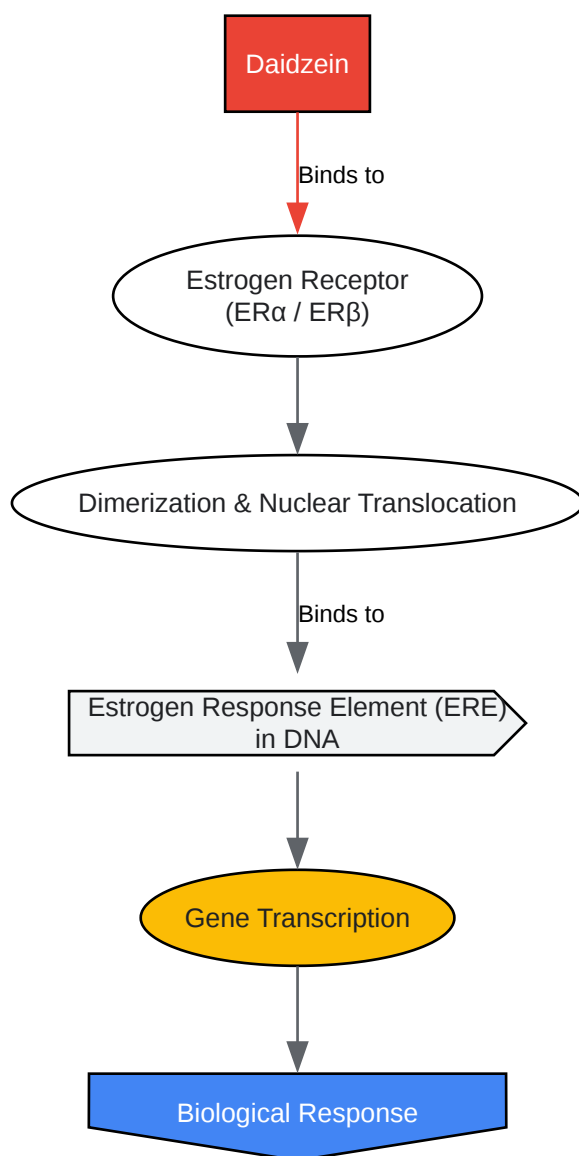 Daidzein
Binds to
Estrogen Receptor
(ERα / ERβ)
Dimerization & Nuclear Translocation
Binds to
Estrogen Response Element (ERE)
in DNA
Gene Transcription
Biological Response